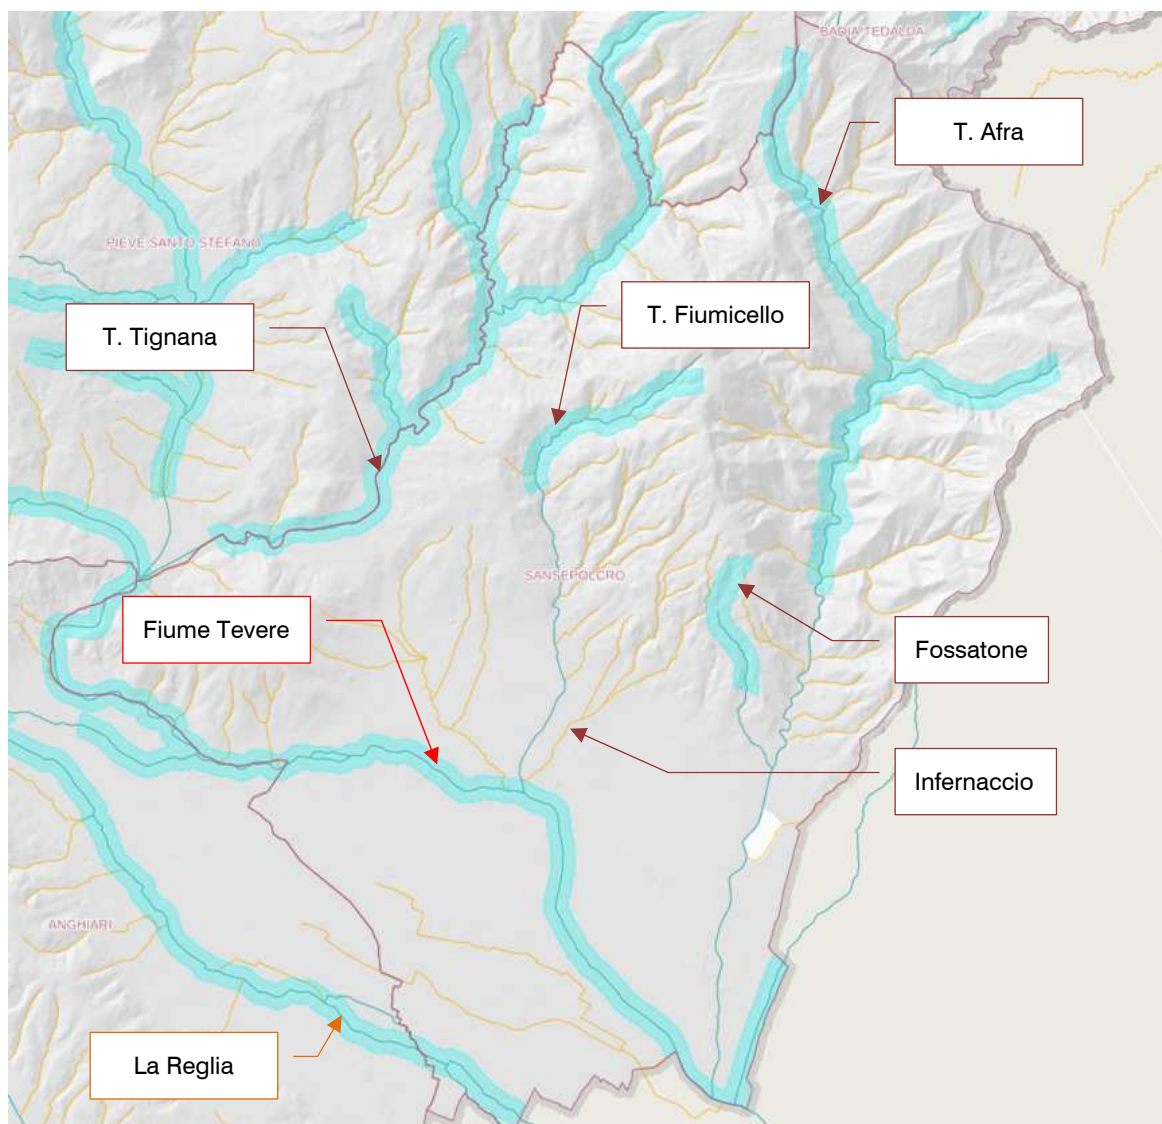 BADIA TEDALDA
T. Afra
PIEVE SANTO STEFANO
T. Tignana
T. Fiumicello
SANSEPOLCRO
Fiume Tevere
Fossatone
Infernaccio
ANGHIARI
La Reglia